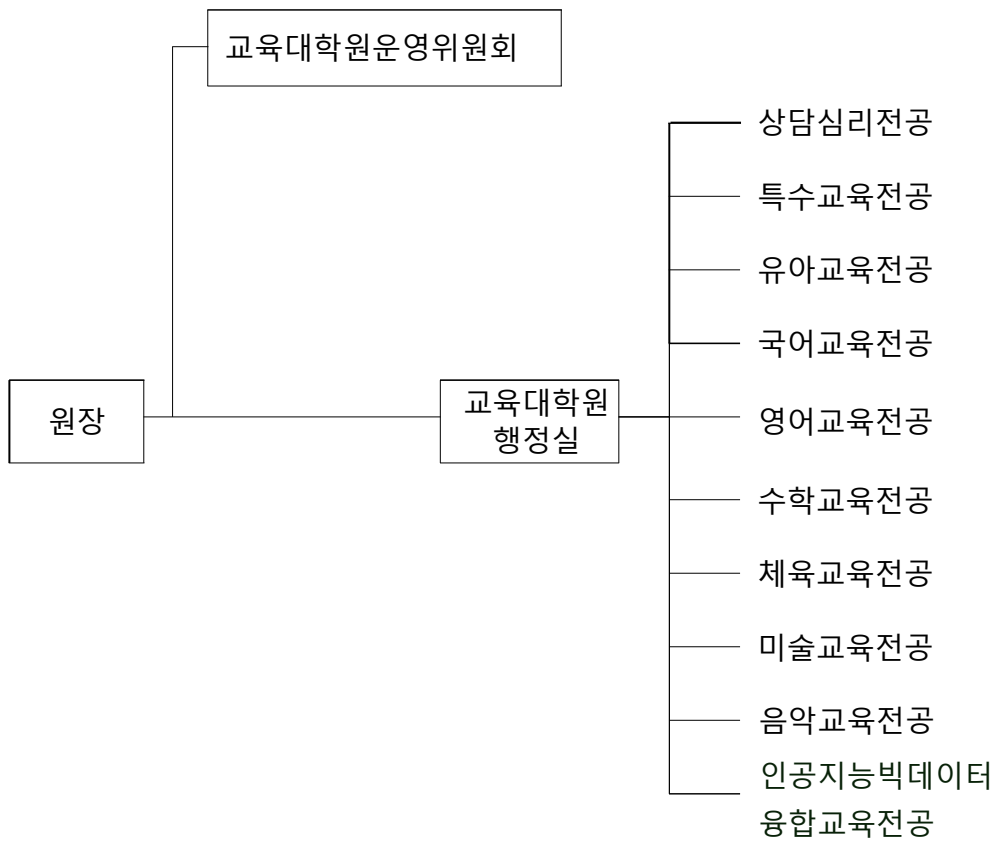 교육대학원운영위원회
상담심리전공
특수교육전공
유아교육전공
국어교육전공
원장
교육대학원
행정실
영어교육전공
수학교육전공
체육교육전공
미술교육전공
음악교육전공
인공지능빅데이터
융합교육전공